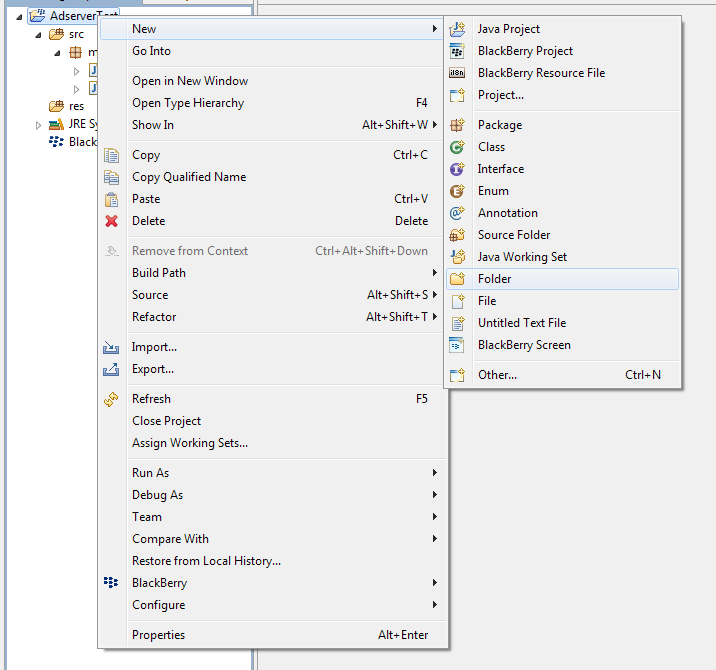 AdserverTest
src
res
JRE Sy
Black
New
Go Into
Open in New Window
Open Type Hierarchy F4
Show In Alt+Shift+W
Copy Ctrl+C
Copy Qualified Name
Paste Ctrl+V
Delete Delete
Remove from Context Ctrl+Alt+Shift+Down
Build Path
Source Alt+Shift+S
Refactor Alt+Shift+T
Import...
Export...
Refresh F5
Close Project
Assign Working Sets...
Run As
Debug As
Team
Compare With
Restore from Local History...
BlackBerry
Configure
Properties Alt+Enter
Java Project
BlackBerry Project
BlackBerry Resource File
Project...
Package
Class
Interface
Enum
Annotation
Source Folder
Java Working Set
Folder
File
Untitled Text File
BlackBerry Screen
Other... Ctrl+N